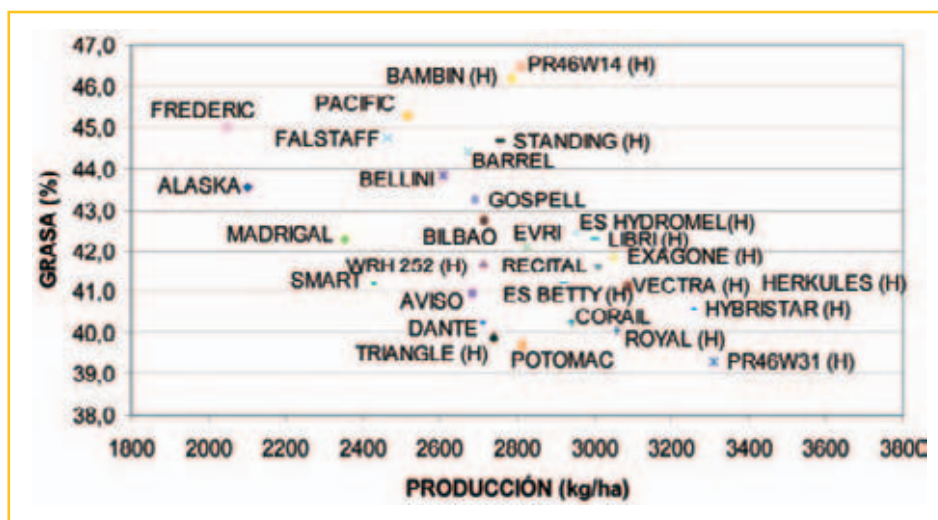 47,0
46,0
45,0
44,0
43,0
42,0
41,0
40,0
39,0
38,0
GRASA (%)
PR46W14 (H)
BAMBIN (H)
PACIFIC
FREDERIC
FALSTAFF
STANDING (H)
BARREL
BELLINI
ALASKA
GOSPELL
ES HYDROMEL(H)
MADRIGAL
BILBAO
EVRI
LIBRI (H)
EXAGONE (H)
WRH 252 (H)
RECITAL
SMART
VECTRA (H)
HERKULES (H)
AVISO
ES BETTY (H)
HYBRISTAR (H)
CORAIL
DANTE
ROYAL (H)
TRIANGLE (H)
POTOMAC
PR46W31 (H)
1800 2000 2200 2400 2600 2800 3000 3200 3400 3600 380
PRODUCCIÓN (kg/ha)